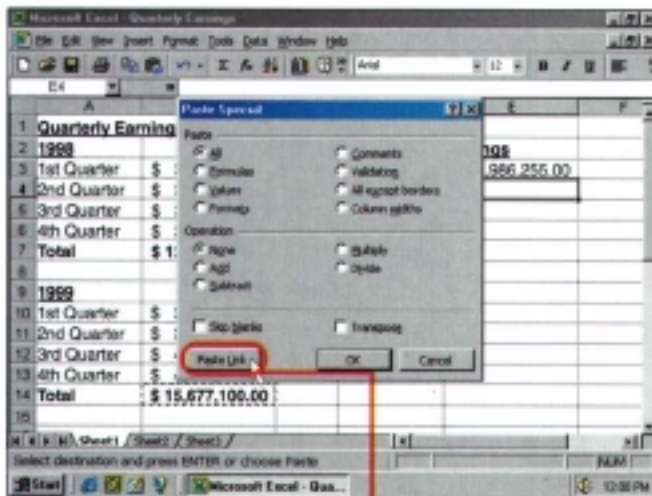 Microsoft Excel - Quarterly Earnings
File Edit View Insert Format Tools Data Window Help
Arial 12 B I U
E4 =
Paste Special
A E F
1 Quarterly Earning
2 1998 ngs
3 1st Quarter $ 986,255.00
4 2nd Quarter $
5 3rd Quarter $
6 4th Quarter $
7 Total $ 1
8
9 1999
10 1st Quarter $
11 2nd Quarter $
12 3rd Quarter $
13 4th Quarter $
14 Total $ 15,677,100.00
15
Paste
All Comments
Formulas Validation
Values All except borders
Formats Column widths
Operation
None Multiply
Add Divide
Subtract
Skip blanks Transpose
Paste Link OK Cancel
Sheet1 / Sheet2 / Sheet3
Select destination and press ENTER or choose Paste NUM
Start Microsoft Excel - Qua... 12:00 PM